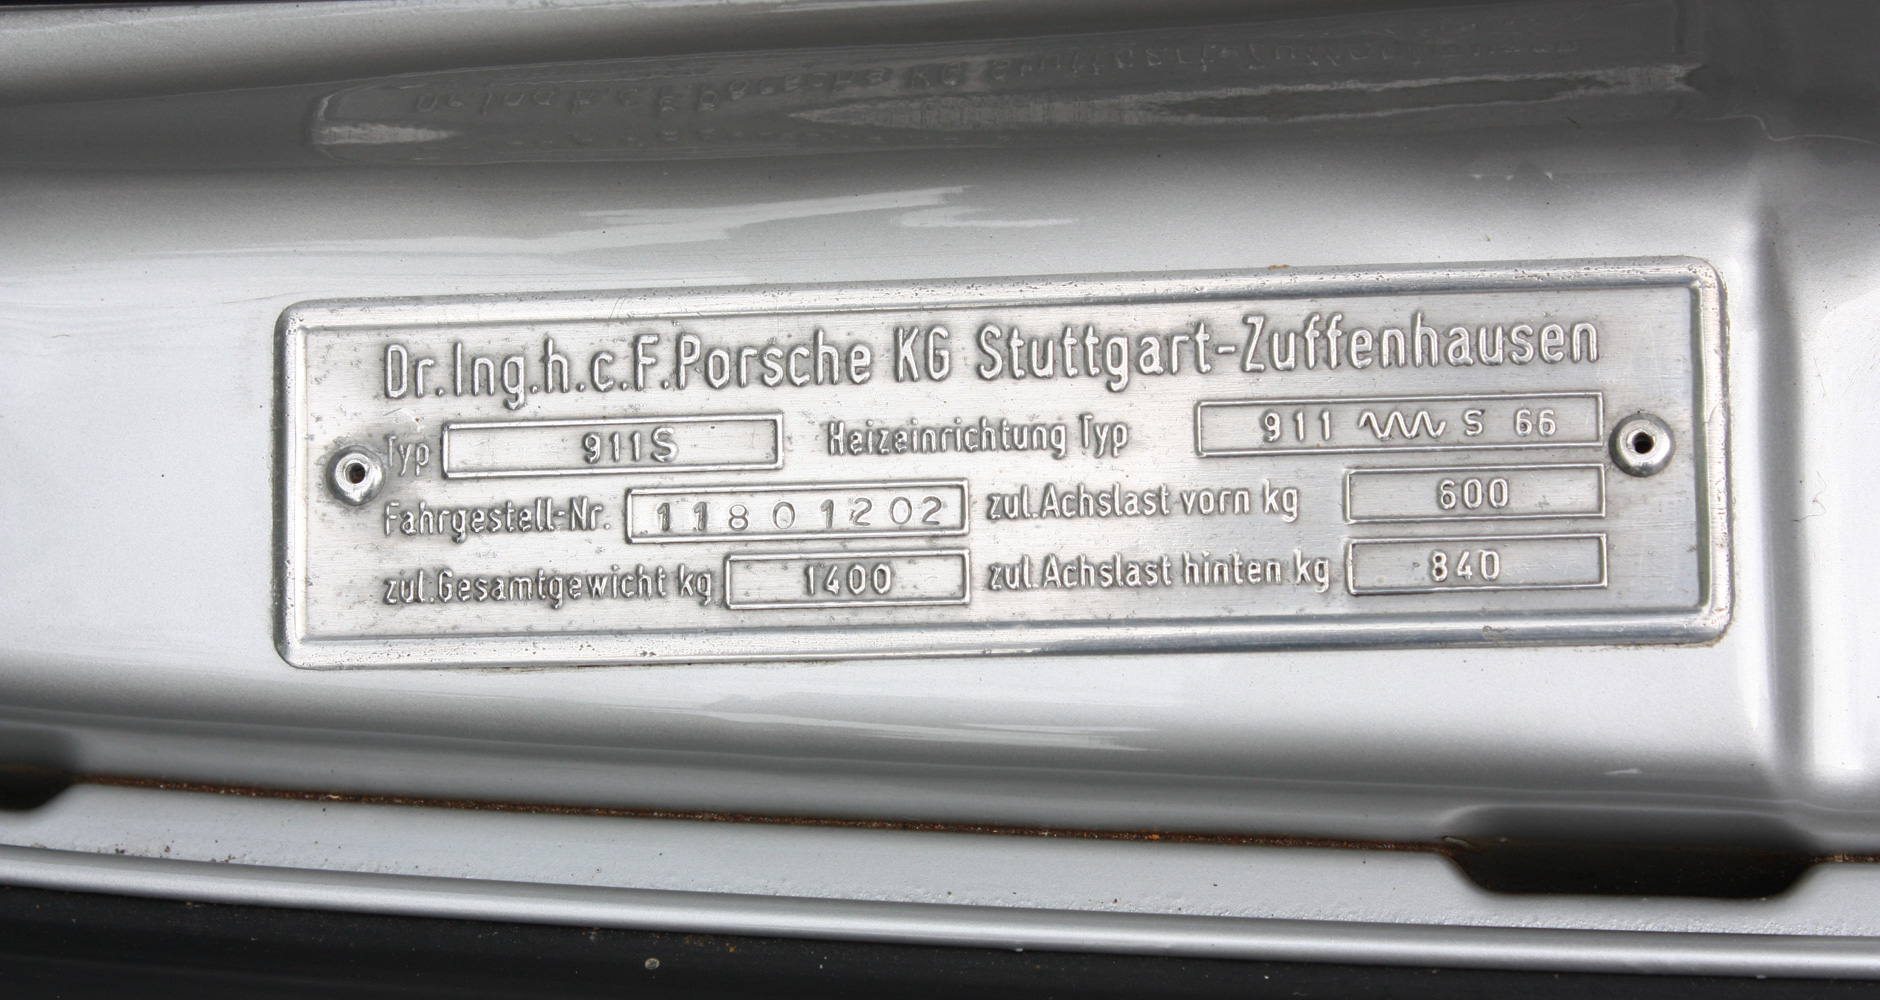 Dr.Ing.h.c.F.Porsche KG Stuttgart-Zuffenhausen
Typ 911S Heizeinrichtung Typ 911 S 66
Fahrgestell-Nr. 11801202 zul.Achslast vorn kg 600
zul.Gesamtgewicht kg 1400 zul.Achslast hinten kg 840